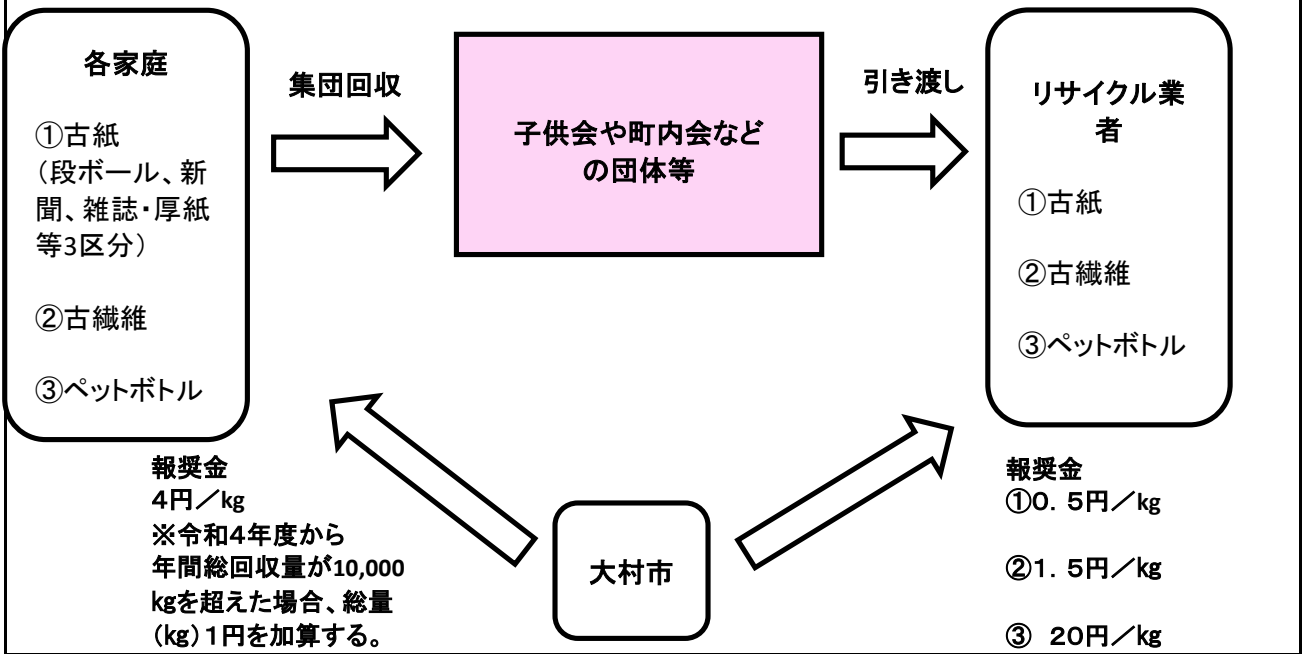 各家庭
①古紙
（段ボール、新
聞、雑誌・厚紙
等3区分）
②古繊維
③ペットボトル
集団回収
子供会や町内会など
の団体等
引き渡し
リサイクル業
者
①古紙
②古繊維
③ペットボトル
報奨金
４円／kg
※令和４年度から
年間総回収量が10,000
kgを超えた場合、総量
（kg）１円を加算する。
大村市
報奨金
①０．５円／kg
②１．５円／kg
③　２０円／kg